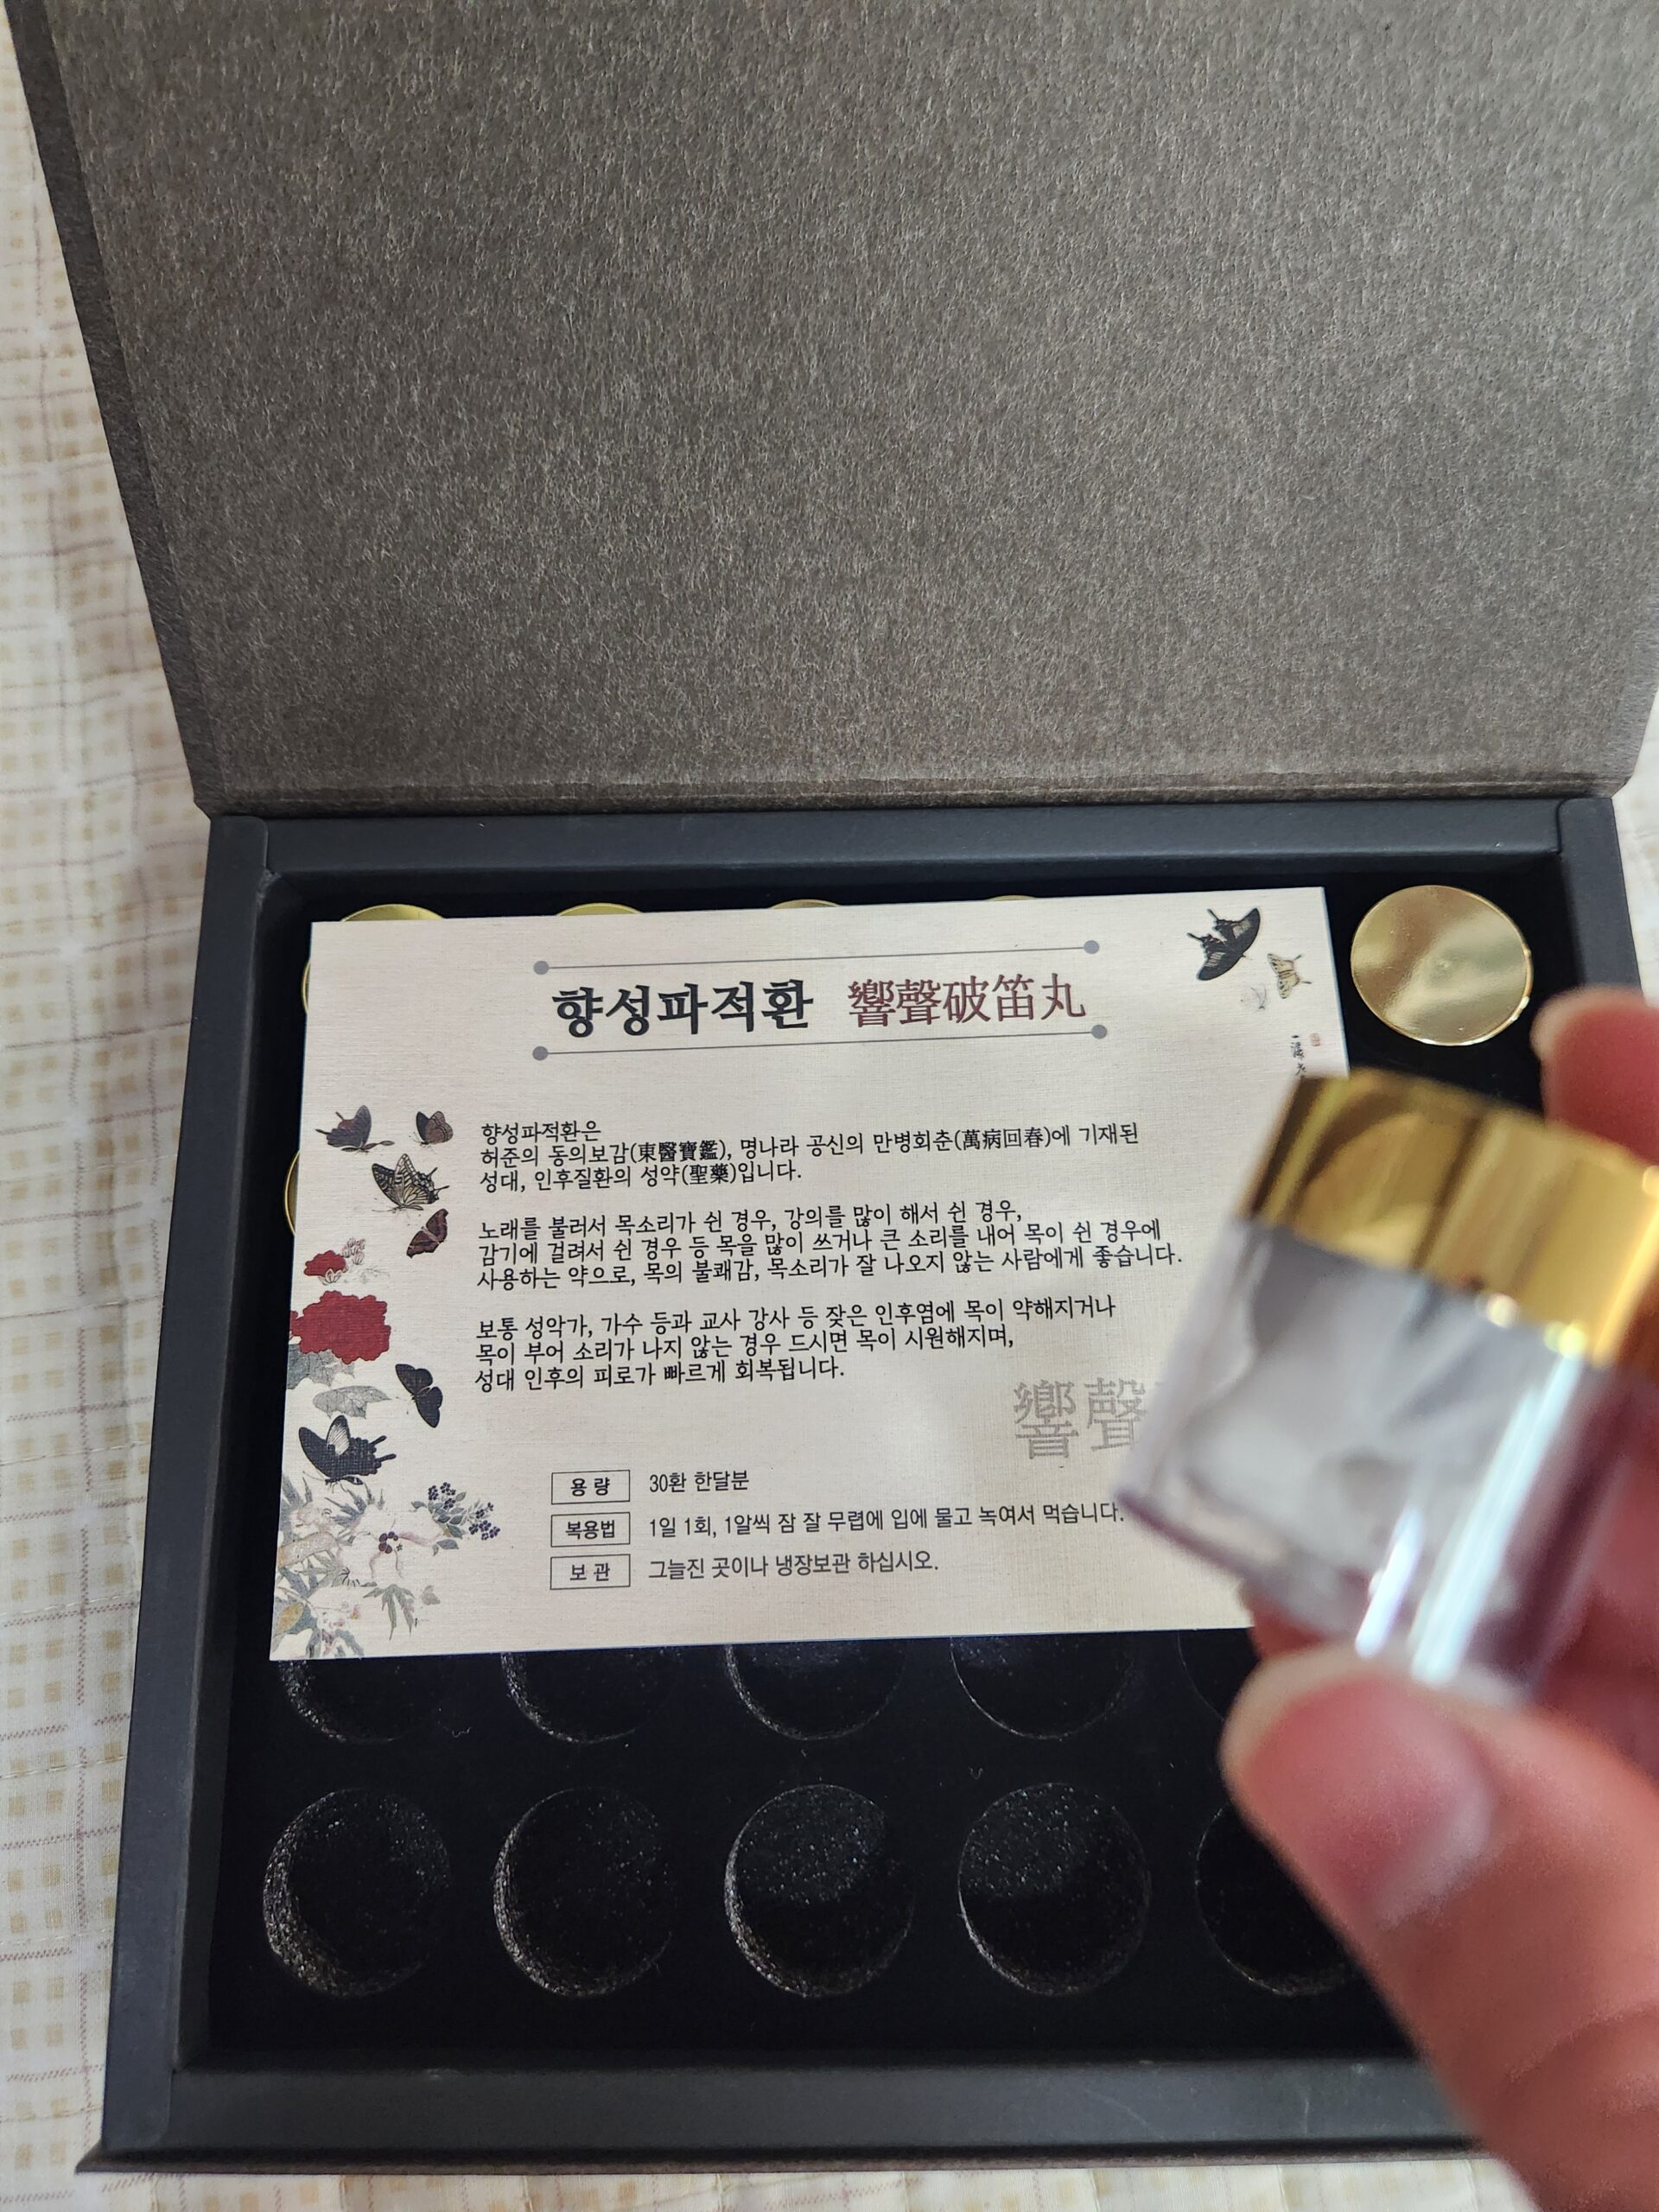 향성파적환 響聲破笛丸
향성파적환은
허준의 동의보감(東醫寶鑑), 명나라 공신의 만병회춘(萬病回春)에 기재된
성대, 인후질환의 성약(聖藥)입니다.
노래를 불러서 목소리가 쉰 경우, 강의를 많이 해서 쉰 경우,
감기에 걸려서 쉰 경우 등 목을 많이 쓰거나 큰 소리를 내어 목이 쉰 경우에
사용하는 약으로, 목의 불쾌감, 목소리가 잘 나오지 않는 사람에게 좋습니다.
보통 성악가, 가수 등과 교사 강사 등 잦은 인후염에 목이 약해지거나
목이 부어 소리가 나지 않는 경우 드시면 목이 시원해지며,
성대 인후의 피로가 빠르게 회복됩니다.
響聲
용 량 30환 한달분
복용법 1일 1회, 1알씩 잠 잘 무렵에 입에 물고 녹여서 먹습니다.
보 관 그늘진 곳이나 냉장보관 하십시오.